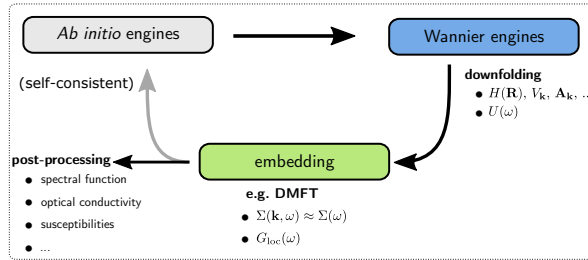 Ab initio engines
Wannier engines
(self-consistent)
downfolding
• H(R), V_k, A_k, ...
• U(ω)
embedding
post-processing
• spectral function
• optical conductivity
• susceptibilities
• ...
e.g. DMFT
• Σ(k, ω) ≈ Σ(ω)
• G_loc(ω)